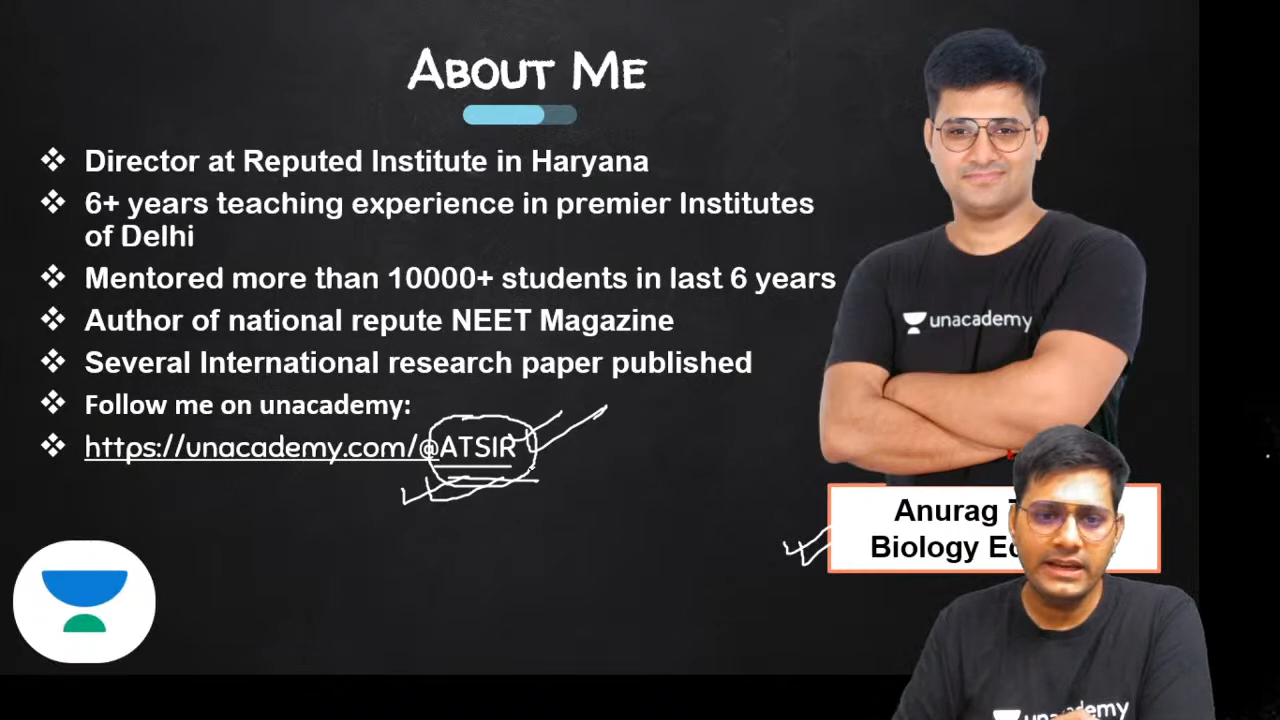 ABOUT ME
Director at Reputed Institute in Haryana
6+ years teaching experience in premier Institutes
of Delhi
Mentored more than 10000+ students in last 6 years
Author of national repute NEET Magazine
Several International research paper published
Follow me on unacademy:
https://unacademy.com/@ATSIR
unacademy
Anurag
Biology
unacademy